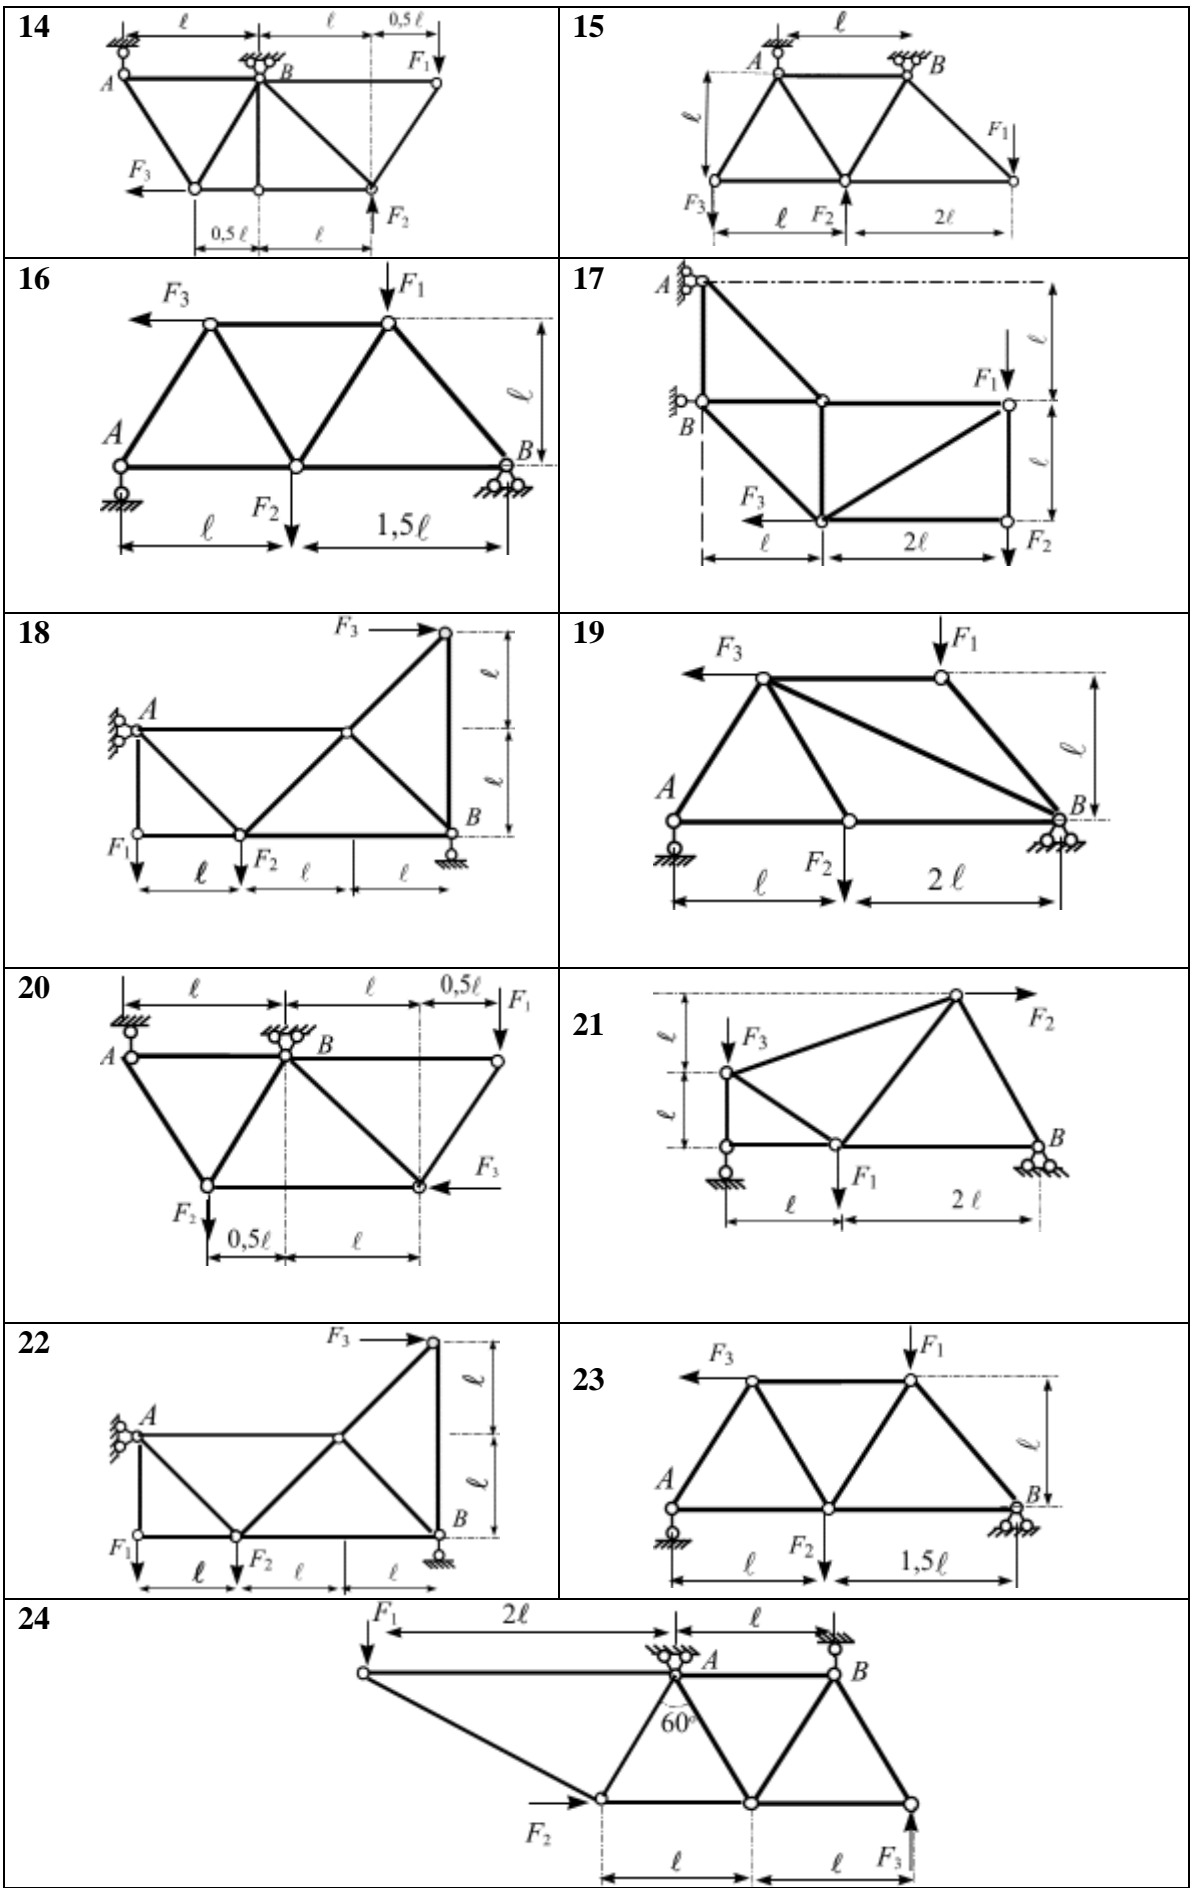 14
ℓ ℓ 0,5 ℓ
F₁
A B
F₃
F₂
0,5 ℓ ℓ
15
ℓ
A B
ℓ
F₁
F₃ ℓ F₂ 2ℓ
16
F₃ F₁
ℓ
A B
F₂
ℓ 1,5ℓ
17
A
ℓ
F₁
B
ℓ
F₃
ℓ 2ℓ F₂
18
F₃
ℓ
A
ℓ
B
F₁ F₂
ℓ ℓ ℓ
19
F₃ F₁
ℓ
A B
F₂
ℓ 2 ℓ
20
ℓ ℓ 0,5ℓ
F₁
A B
F₃
F₂
0,5ℓ ℓ
21
F₂
ℓ F₃
ℓ
B
F₁
ℓ 2 ℓ
22
F₃
ℓ
A
ℓ
B
F₁ F₂
ℓ ℓ ℓ
23
F₃ F₁
ℓ
A B
F₂
ℓ 1,5ℓ
24
F₁ 2ℓ ℓ
A B
60°
F₂
ℓ ℓ F₃